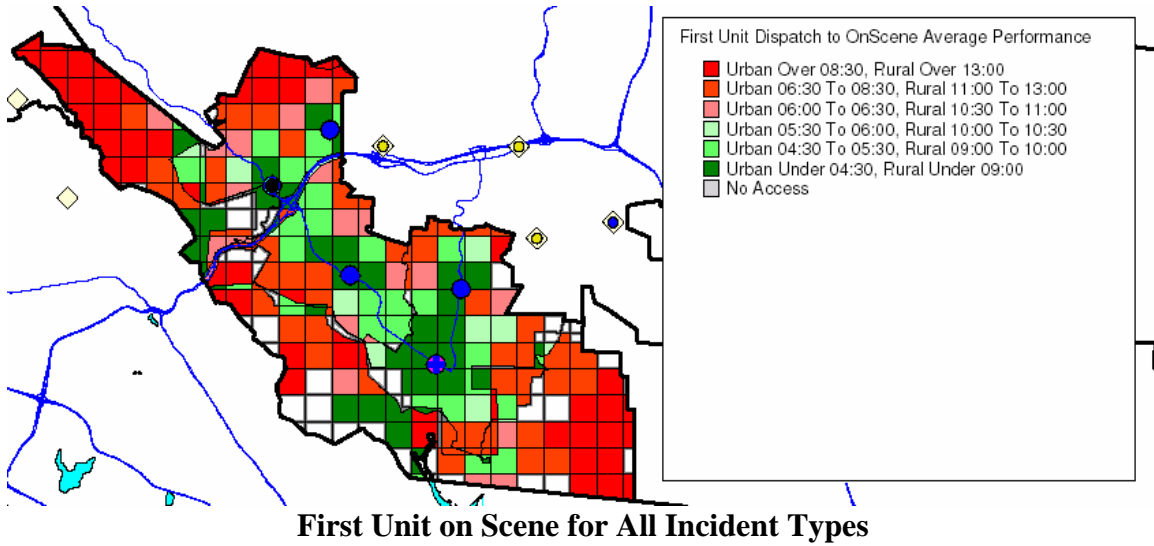 First Unit Dispatch to OnScene Average Performance
Urban Over 08:30, Rural Over 13:00
Urban 06:30 To 08:30, Rural 11:00 To 13:00
Urban 06:00 To 06:30, Rural 10:30 To 11:00
Urban 05:30 To 06:00, Rural 10:00 To 10:30
Urban 04:30 To 05:30, Rural 09:00 To 10:00
Urban Under 04:30, Rural Under 09:00
No Access
First Unit on Scene for All Incident Types